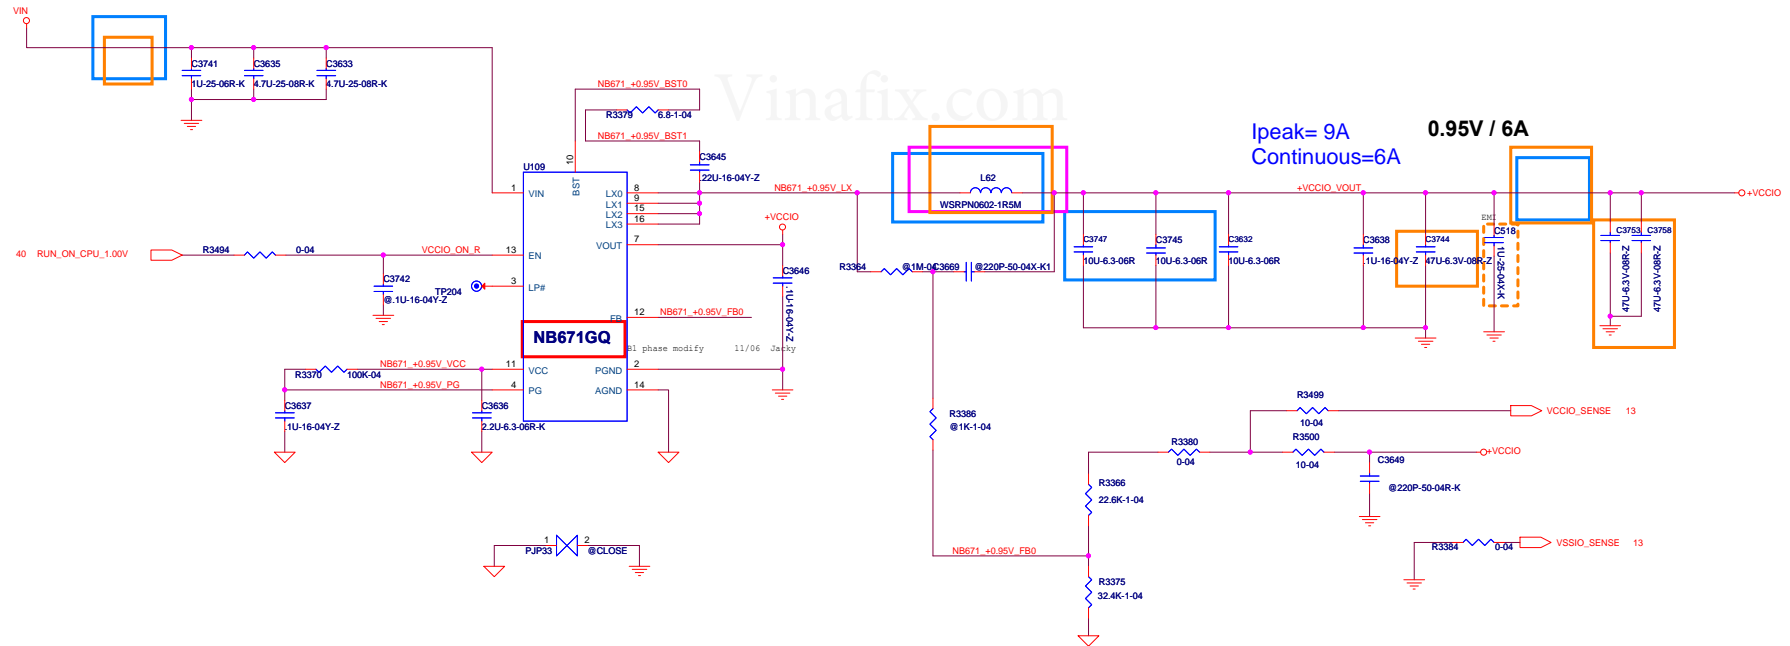 VIN
Vinafix.com
C3741
1U-25-06R-K
C3635
4.7U-25-08R-K
C3633
4.7U-25-08R-K
NB671_+0.95V_BST0
R3379
6.8-1-04
NB671_+0.95V_BST1
C3645
.22U-16-04Y-Z
Ipeak= 9A
Continuous=6A
0.95V / 6A
U109
10
BST
1
VIN
LX0
8
LX1
9
LX2
15
LX3
16
VOUT
7
NB671_+0.95V_LX
L62
WSRPN0602-1R5M
+VCCIO_VOUT
+VCCIO
+VCCIO
40
RUN_ON_CPU_1.00V
R3494
0-04
VCCIO_ON_R
13
EN
C3742
@.1U-16-04Y-Z
TP204
3
LP#
C3646
.1U-16-04Y-Z
FB
12
NB671_+0.95V_FB0
NB671GQ
B1 phase modify
11/06
Jacky
R3364
@1M-04
C3669
@220P-50-04X-K1
C3747
10U-6.3-06R
C3745
10U-6.3-06R
C3632
10U-6.3-06R
C3638
.1U-16-04Y-Z
C3744
47U-6.3V-08R-Z
EMI
C518
1U-25-04X-K
C3753
47U-6.3V-08R-Z
C3758
47U-6.3V-08R-Z
R3370
100K-04
NB671_+0.95V_VCC
11
VCC
PGND
2
NB671_+0.95V_PG
4
PG
AGND
14
C3637
.1U-16-04Y-Z
C3636
2.2U-6.3-06R-K
R3386
@1K-1-04
R3499
10-04
VCCIO_SENSE
13
R3380
0-04
R3500
10-04
+VCCIO
C3649
@220P-50-04R-K
R3366
22.6K-1-04
1
2
PJP33
@CLOSE
NB671_+0.95V_FB0
R3384
0-04
VSSIO_SENSE
13
R3375
32.4K-1-04